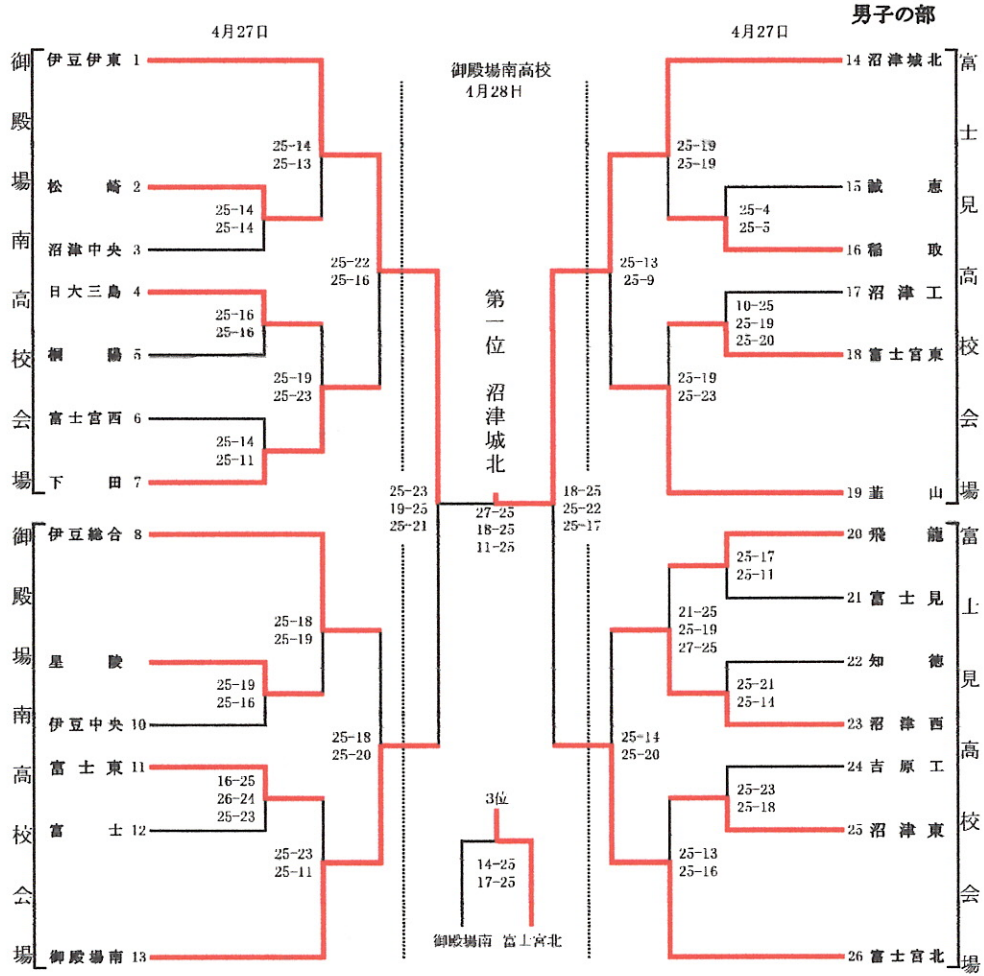 男子の部
4月27日
4月27日
御殿場南高校
4月28日
御殿場南高校会場
伊豆伊東 1
松崎 2
沼津中央 3
日大三島 4
桐陽 5
富士宮西 6
下田 7
25-14
25-13
25-14
25-14
25-22
25-16
25-16
25-16
25-19
25-23
25-14
25-11
25-23
19-25
25-21
御殿場南高校会場
伊豆総合 8
星陵
伊豆中央 10
富士東 11
富士 12
御殿場南 13
25-18
25-19
25-19
25-16
25-18
25-20
16-25
26-24
25-23
25-23
25-11
第一位 沼津城北
27-25
18-25
11-25
3位
14-25
17-25
御殿場南
富士見高校会場
14 沼津城北
15 誠恵
16 稲取
17 沼津工
18 富士宮東
19 韮山
25-19
25-19
25-4
25-5
25-13
25-9
10-25
25-19
25-20
25-19
25-23
18-25
25-22
25-17
富士見高校会場
20 飛龍
21 富士見
22 知徳
23 沼津西
24 吉原工
25 沼津東
26 富士宮北
25-17
25-11
21-25
25-19
27-25
25-21
25-14
25-14
25-20
25-23
25-18
25-13
25-16